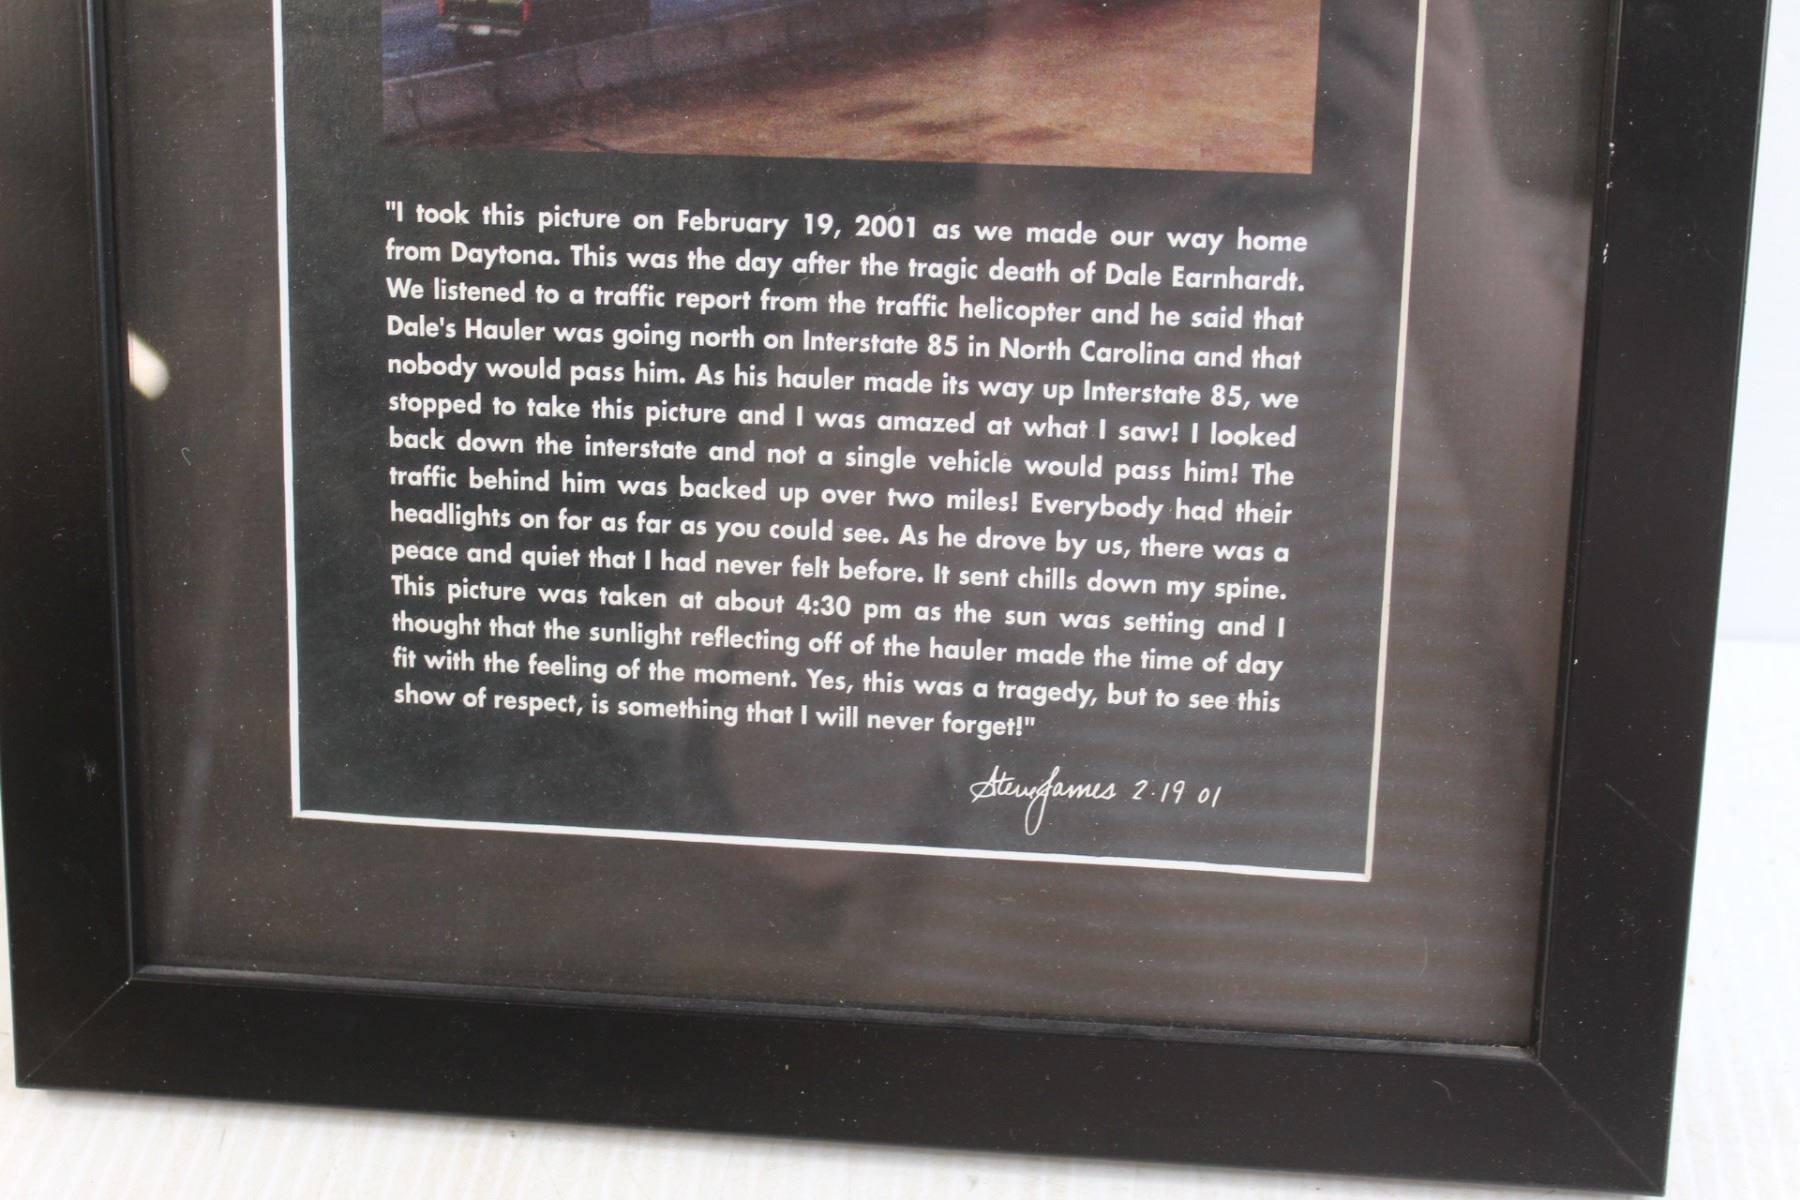 "I took this picture on February 19, 2001 as we made our way home
from Daytona. This was the day after the tragic death of Dale Earnhardt.
We listened to a traffic report from the traffic helicopter and he said that
Dale's Hauler was going north on Interstate 85 in North Carolina and that
nobody would pass him. As his hauler made its way up Interstate 85, we
stopped to take this picture and I was amazed at what I saw! I looked
back down the interstate and not a single vehicle would pass him! The
traffic behind him was backed up over two miles! Everybody had their
headlights on for as far as you could see. As he drove by us, there was a
peace and quiet that I had never felt before. It sent chills down my spine.
This picture was taken at about 4:30 pm as the sun was setting and I
thought that the sunlight reflecting off of the hauler made the time of day
fit with the feeling of the moment. Yes, this was a tragedy, but to see this
show of respect, is something that I will never forget!"
Steve James 2.19 01